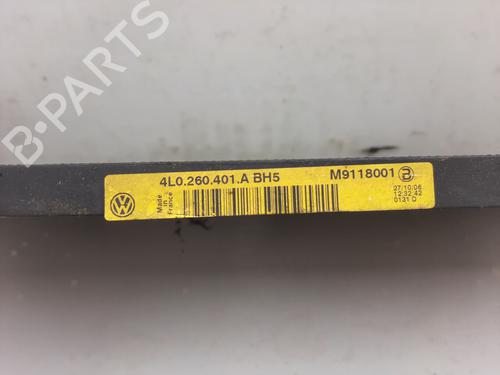 B-PARTS
4L0.260.401.A BH5
M9118001
Made in France
27/10/06
12:32:42
0131 D